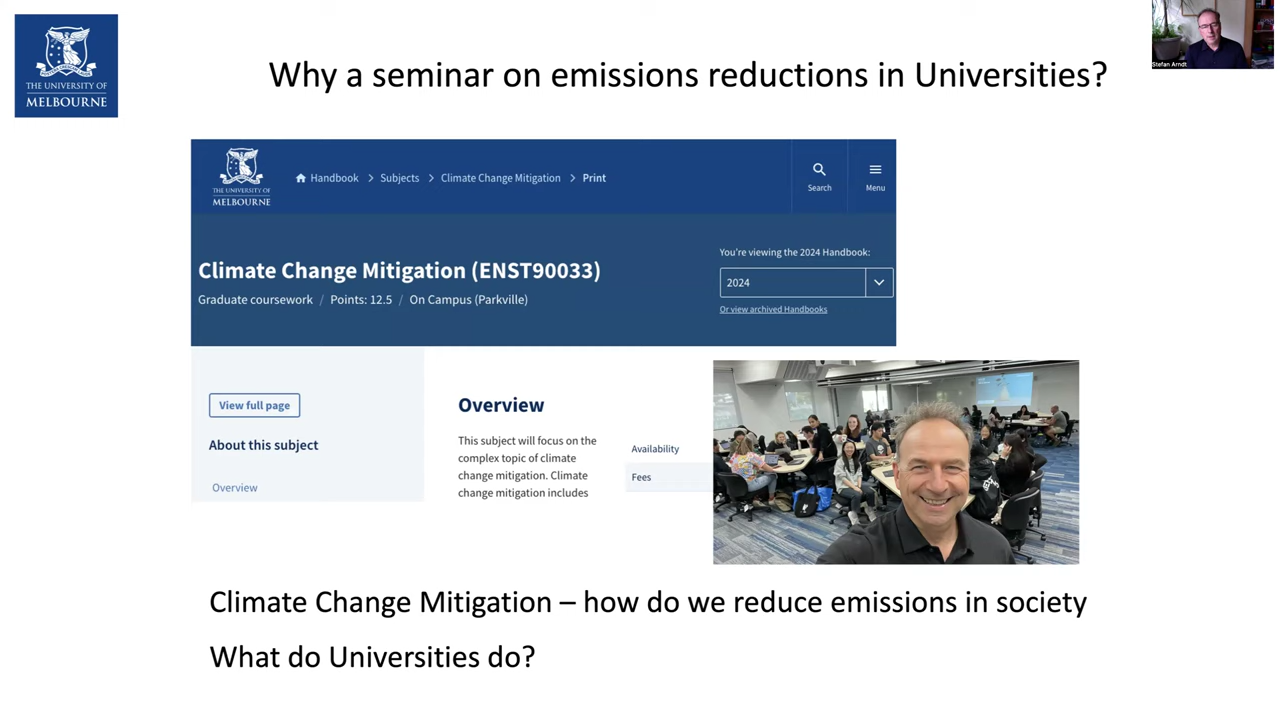 THE UNIVERSITY OF
MELBOURNE
Why a seminar on emissions reductions in Universities?
Stefan Arndt
THE UNIVERSITY OF
MELBOURNE
Handbook > Subjects > Climate Change Mitigation > Print
Search
Menu
Climate Change Mitigation (ENST90033)
Graduate coursework / Points: 12.5 / On Campus (Parkville)
You're viewing the 2024 Handbook:
2024
Or view archived Handbooks
View full page
About this subject
Overview
Overview
This subject will focus on the
complex topic of climate
change mitigation. Climate
change mitigation includes
Availability
Fees
Climate Change Mitigation – how do we reduce emissions in society
What do Universities do?